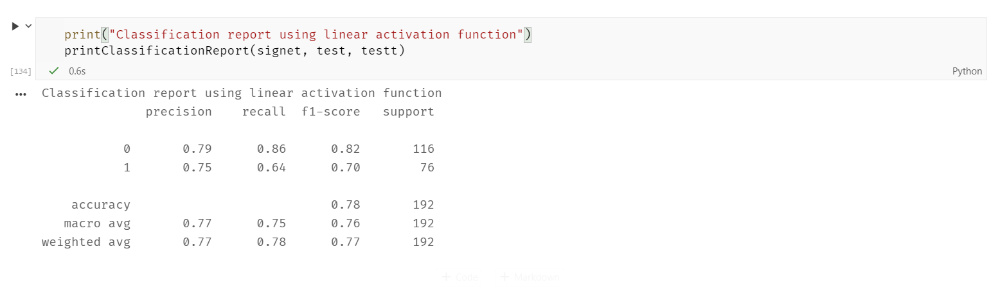 print("Classification report using linear activation function")
printClassificationReport(signet, test, testt)
[134] 0.6s Python
Classification report using linear activation function
precision recall f1-score support
0 0.79 0.86 0.82 116
1 0.75 0.64 0.70 76
accuracy 0.78 192
macro avg 0.77 0.75 0.76 192
weighted avg 0.77 0.78 0.77 192
+ Code + Markdown